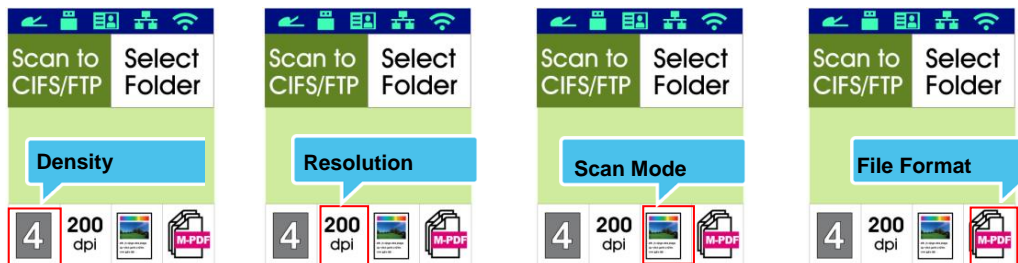 Scan to
CIFS/FTP
Select
Folder
Density
4
200
dpi
M-PDF
Scan to
CIFS/FTP
Select
Folder
Resolution
4
200
dpi
M-PDF
Scan to
CIFS/FTP
Select
Folder
Scan Mode
4
200
dpi
M-PDF
Scan to
CIFS/FTP
Select
Folder
File Format
4
200
dpi
M-PDF